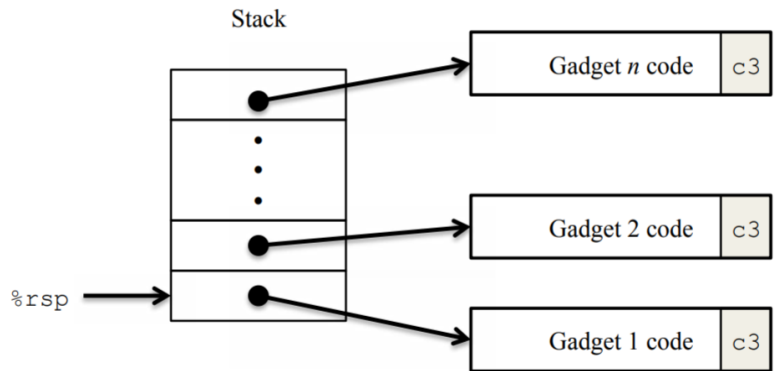 Stack
Gadget n code c3
Gadget 2 code c3
%rsp
Gadget 1 code c3